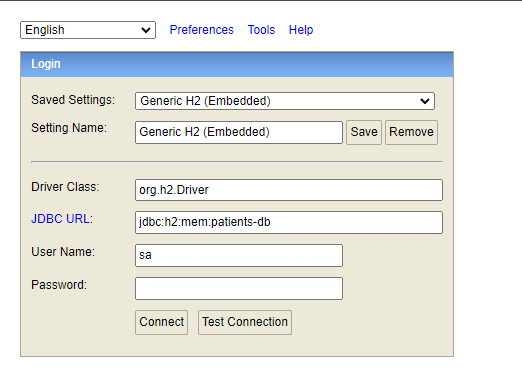 English Preferences Tools Help
Login
Saved Settings: Generic H2 (Embedded)
Setting Name: Generic H2 (Embedded) Save Remove
Driver Class: org.h2.Driver
JDBC URL: jdbc:h2:mem:patients-db
User Name: sa
Password:
Connect Test Connection